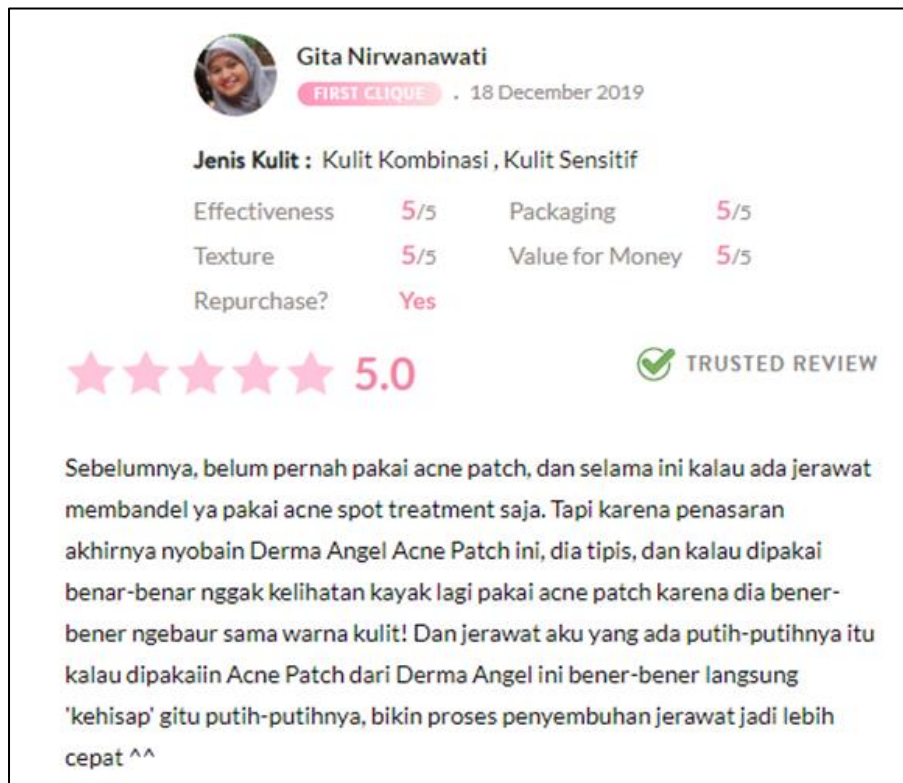 Gita Nirwanawati
FIRST CLIQUE . 18 December 2019
Jenis Kulit : Kulit Kombinasi , Kulit Sensitif
Effectiveness 5/5 Packaging 5/5
Texture 5/5 Value for Money 5/5
Repurchase? Yes
5.0 TRUSTED REVIEW
Sebelumnya, belum pernah pakai acne patch, dan selama ini kalau ada jerawat
membandel ya pakai acne spot treatment saja. Tapi karena penasaran
akhirnya nyobain Derma Angel Acne Patch ini, dia tipis, dan kalau dipakai
benar-benar nggak kelihatan kayak lagi pakai acne patch karena dia bener-
bener ngebaur sama warna kulit! Dan jerawat aku yang ada putih-putihnya itu
kalau dipakaiin Acne Patch dari Derma Angel ini bener-bener langsung
'kehisap' gitu putih-putihnya, bikin proses penyembuhan jerawat jadi lebih
cepat ^^